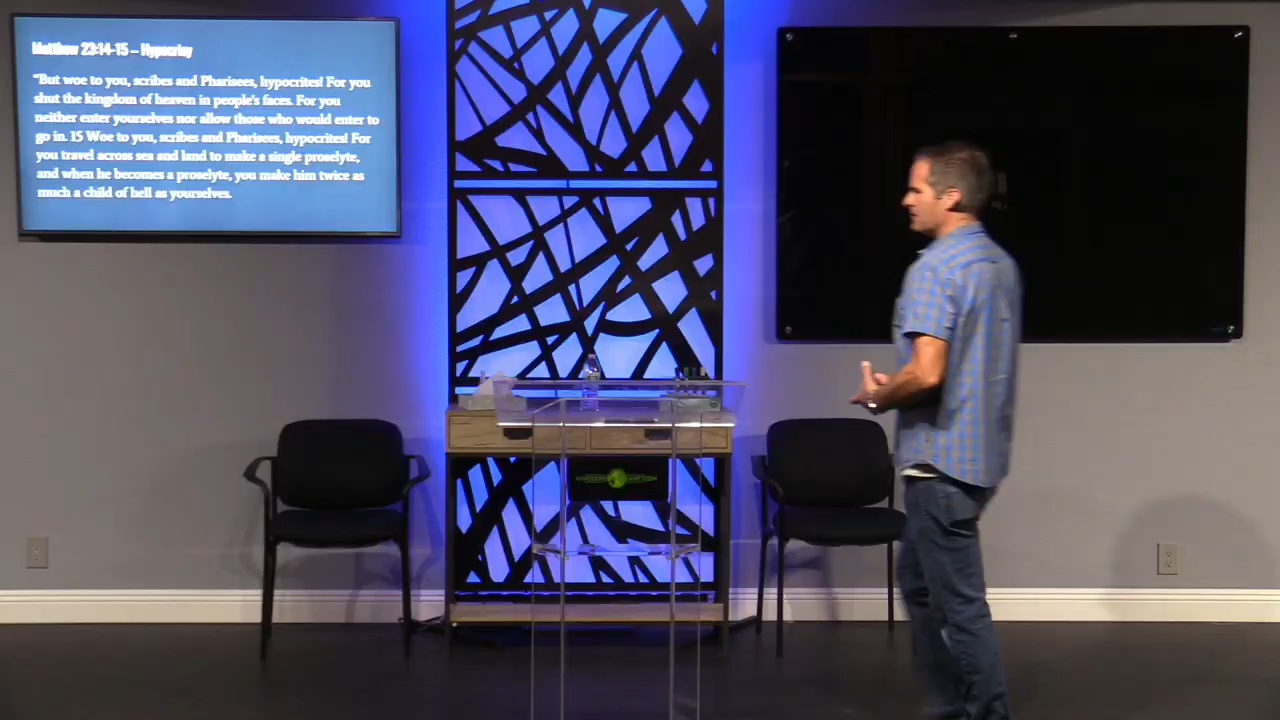 Matthew 23:14-15 – Hypocrisy
“But woe to you, scribes and Pharisees, hypocrites! For you
shut the kingdom of heaven in people's faces. For you
neither enter yourselves nor allow those who would enter to
go in. 15 Woe to you, scribes and Pharisees, hypocrites! For
you travel across sea and land to make a single proselyte,
and when he becomes a proselyte, you make him twice as
much a child of hell as yourselves.